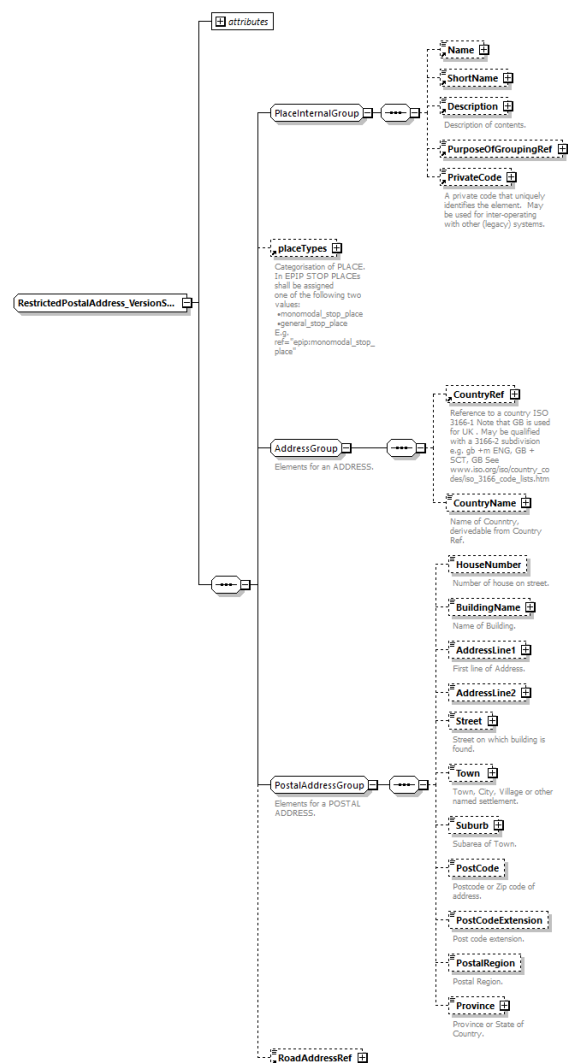 attributes
Name
PlaceInternalGroup
ShortName
Description
Description of contents.
PurposeOfGroupingRef
PrivateCode
A private code that uniquely
identifies the element. May
be used for inter-operating
with other (legacy) systems.
placeTypes
Categorisation of PLACE.
In EPIP STOP PLACEs
shall be assigned
one of the following two
values:
•monomodal_stop_place
•general_stop_place
E.g.
ref="epip:monomodal_stop_
place"
RestrictedPostalAddress_VersionS...
CountryRef
Reference to a country ISO
3166-1 Note that GB is used
for UK . May be qualified
with a 3166-2 subdivision
e.g. gb +m ENG, GB +
SCT, GB See
www.iso.org/iso/country_co
des/iso_3166_code_lists.htm
AddressGroup
Elements for an ADDRESS.
CountryName
Name of Counntry.
derivedable from Country
Ref.
HouseNumber
Number of house on street.
BuildingName
Name of Building.
AddressLine1
First line of Address.
AddressLine2
Street
Street on which building is
found.
Town
Town, City, Village or other
named settlement.
PostalAddressGroup
Elements for a POSTAL
ADDRESS.
Suburb
Subarea of Town.
PostCode
Postcode or Zip code of
address.
PostCodeExtension
Post code extension.
PostalRegion
Postal Region.
Province
Province or State of
Country.
RoadAddressRef